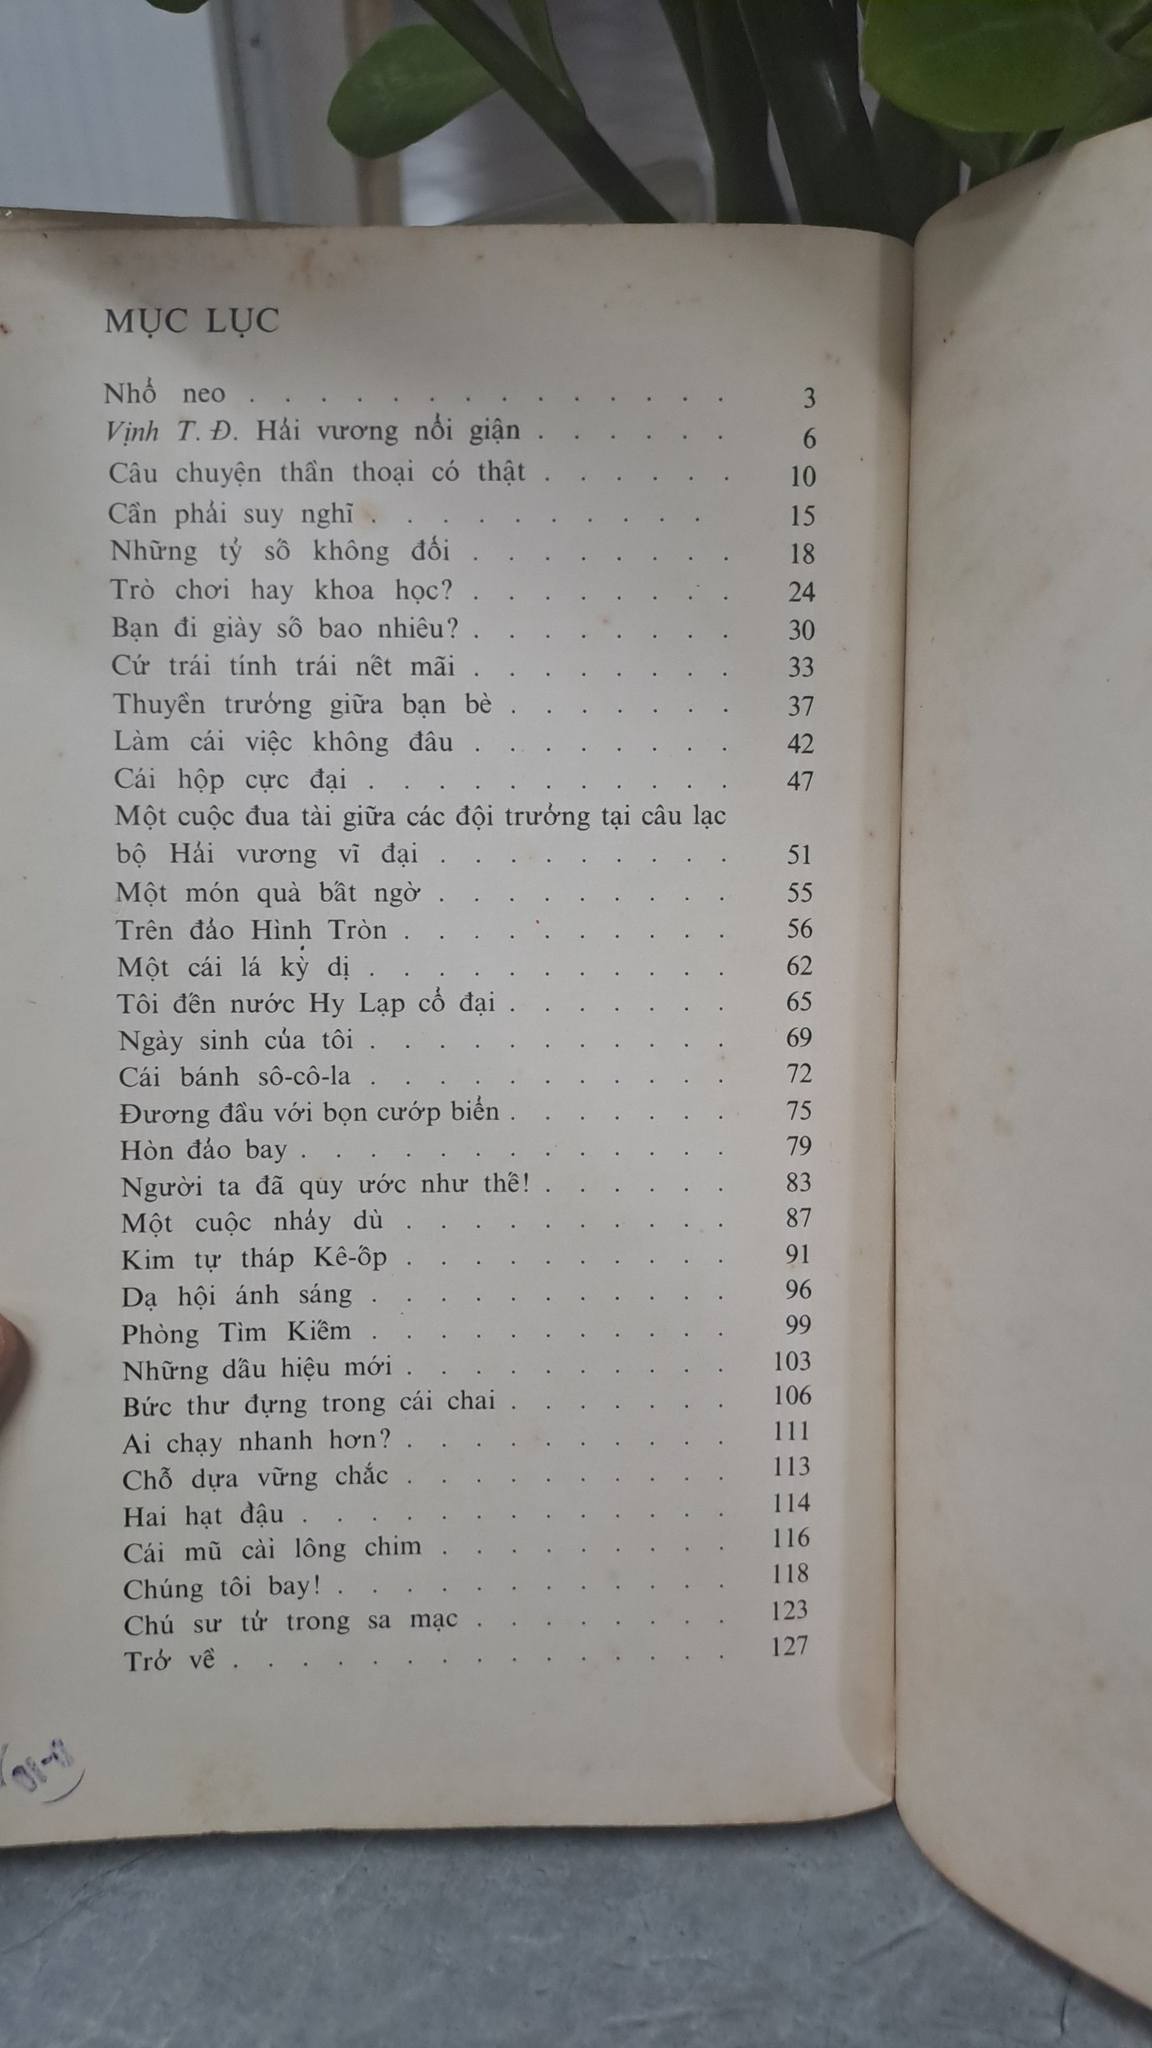 MỤC LỤC
Nhổ neo . . . . . . . . . . . . . . 3
Vịnh T. Đ. Hải vương nổi giận . . . . . . 6
Câu chuyện thần thoại có thật . . . . . . 10
Cần phải suy nghĩ . . . . . . . . . . 15
Những tỷ số không đổi . . . . . . . . 18
Trò chơi hay khoa học? . . . . . . . . 24
Bạn đi giày số bao nhiêu? . . . . . . . . 30
Cứ trái tính trái nết mãi . . . . . . . . 33
Thuyền trưởng giữa bạn bè . . . . . . . 37
Làm cái việc không đâu . . . . . . . . 42
Cái hộp cực đại . . . . . . . . . . . 47
Một cuộc đua tài giữa các đội trưởng tại câu lạc
bộ Hải vương vĩ đại . . . . . . . . . 51
Một món quà bất ngờ . . . . . . . . . 55
Trên đảo Hình Tròn . . . . . . . . . . 56
Một cái lá kỳ dị . . . . . . . . . . . 62
Tôi đến nước Hy Lạp cổ đại . . . . . . . 65
Ngày sinh của tôi . . . . . . . . . . . 69
Cái bánh sô-cô-la . . . . . . . . . . . 72
Đương đầu với bọn cướp biển . . . . . . . 75
Hòn đảo bay . . . . . . . . . . . . . 79
Người ta đã quy ước như thế! . . . . . . 83
Một cuộc nhảy dù . . . . . . . . . . 87
Kim tự tháp Kê-ốp . . . . . . . . . . 91
Dạ hội ánh sáng . . . . . . . . . . . 96
Phòng Tìm Kiếm . . . . . . . . . . . 99
Những dấu hiệu mới . . . . . . . . . . 103
Bức thư đựng trong cái chai . . . . . . . 106
Ai chạy nhanh hơn? . . . . . . . . . . 111
Chỗ dựa vững chắc . . . . . . . . . . 113
Hai hạt đậu . . . . . . . . . . . . . 114
Cái mũ cài lông chim . . . . . . . . . 116
Chúng tôi bay! . . . . . . . . . . . . 118
Chú sư tử trong sa mạc . . . . . . . . 123
Trở về . . . . . . . . . . . . . . . 127